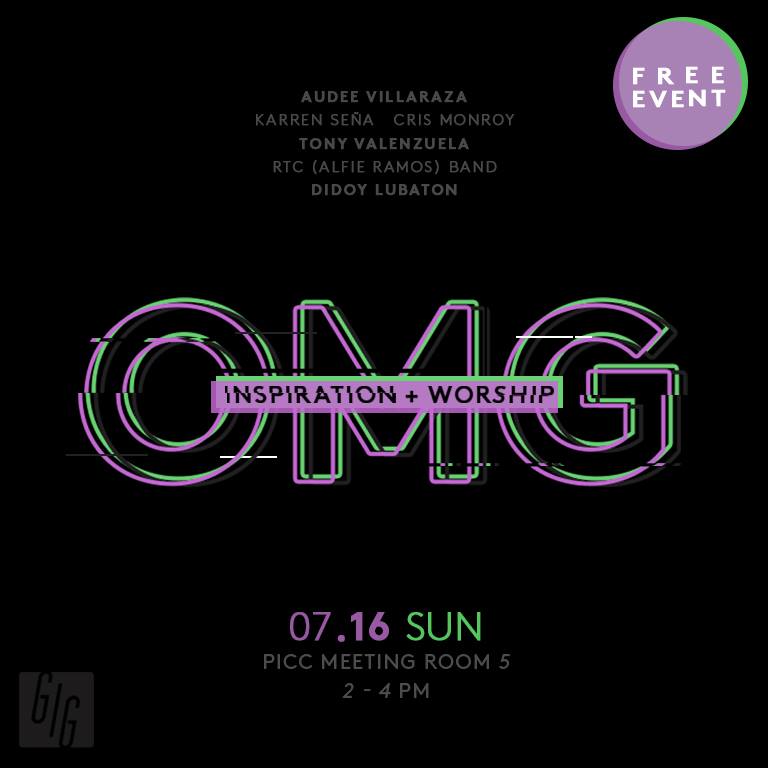 FREE
EVENT
AUDEE VILLARAZA
KARREN SEÑA CRIS MONROY
TONY VALENZUELA
RTC (ALFIE RAMOS) BAND
DIDOY LUBATON
OMG
INSPIRATION + WORSHIP
07.16 SUN
PICC MEETING ROOM 5
2 - 4 PM
GIG